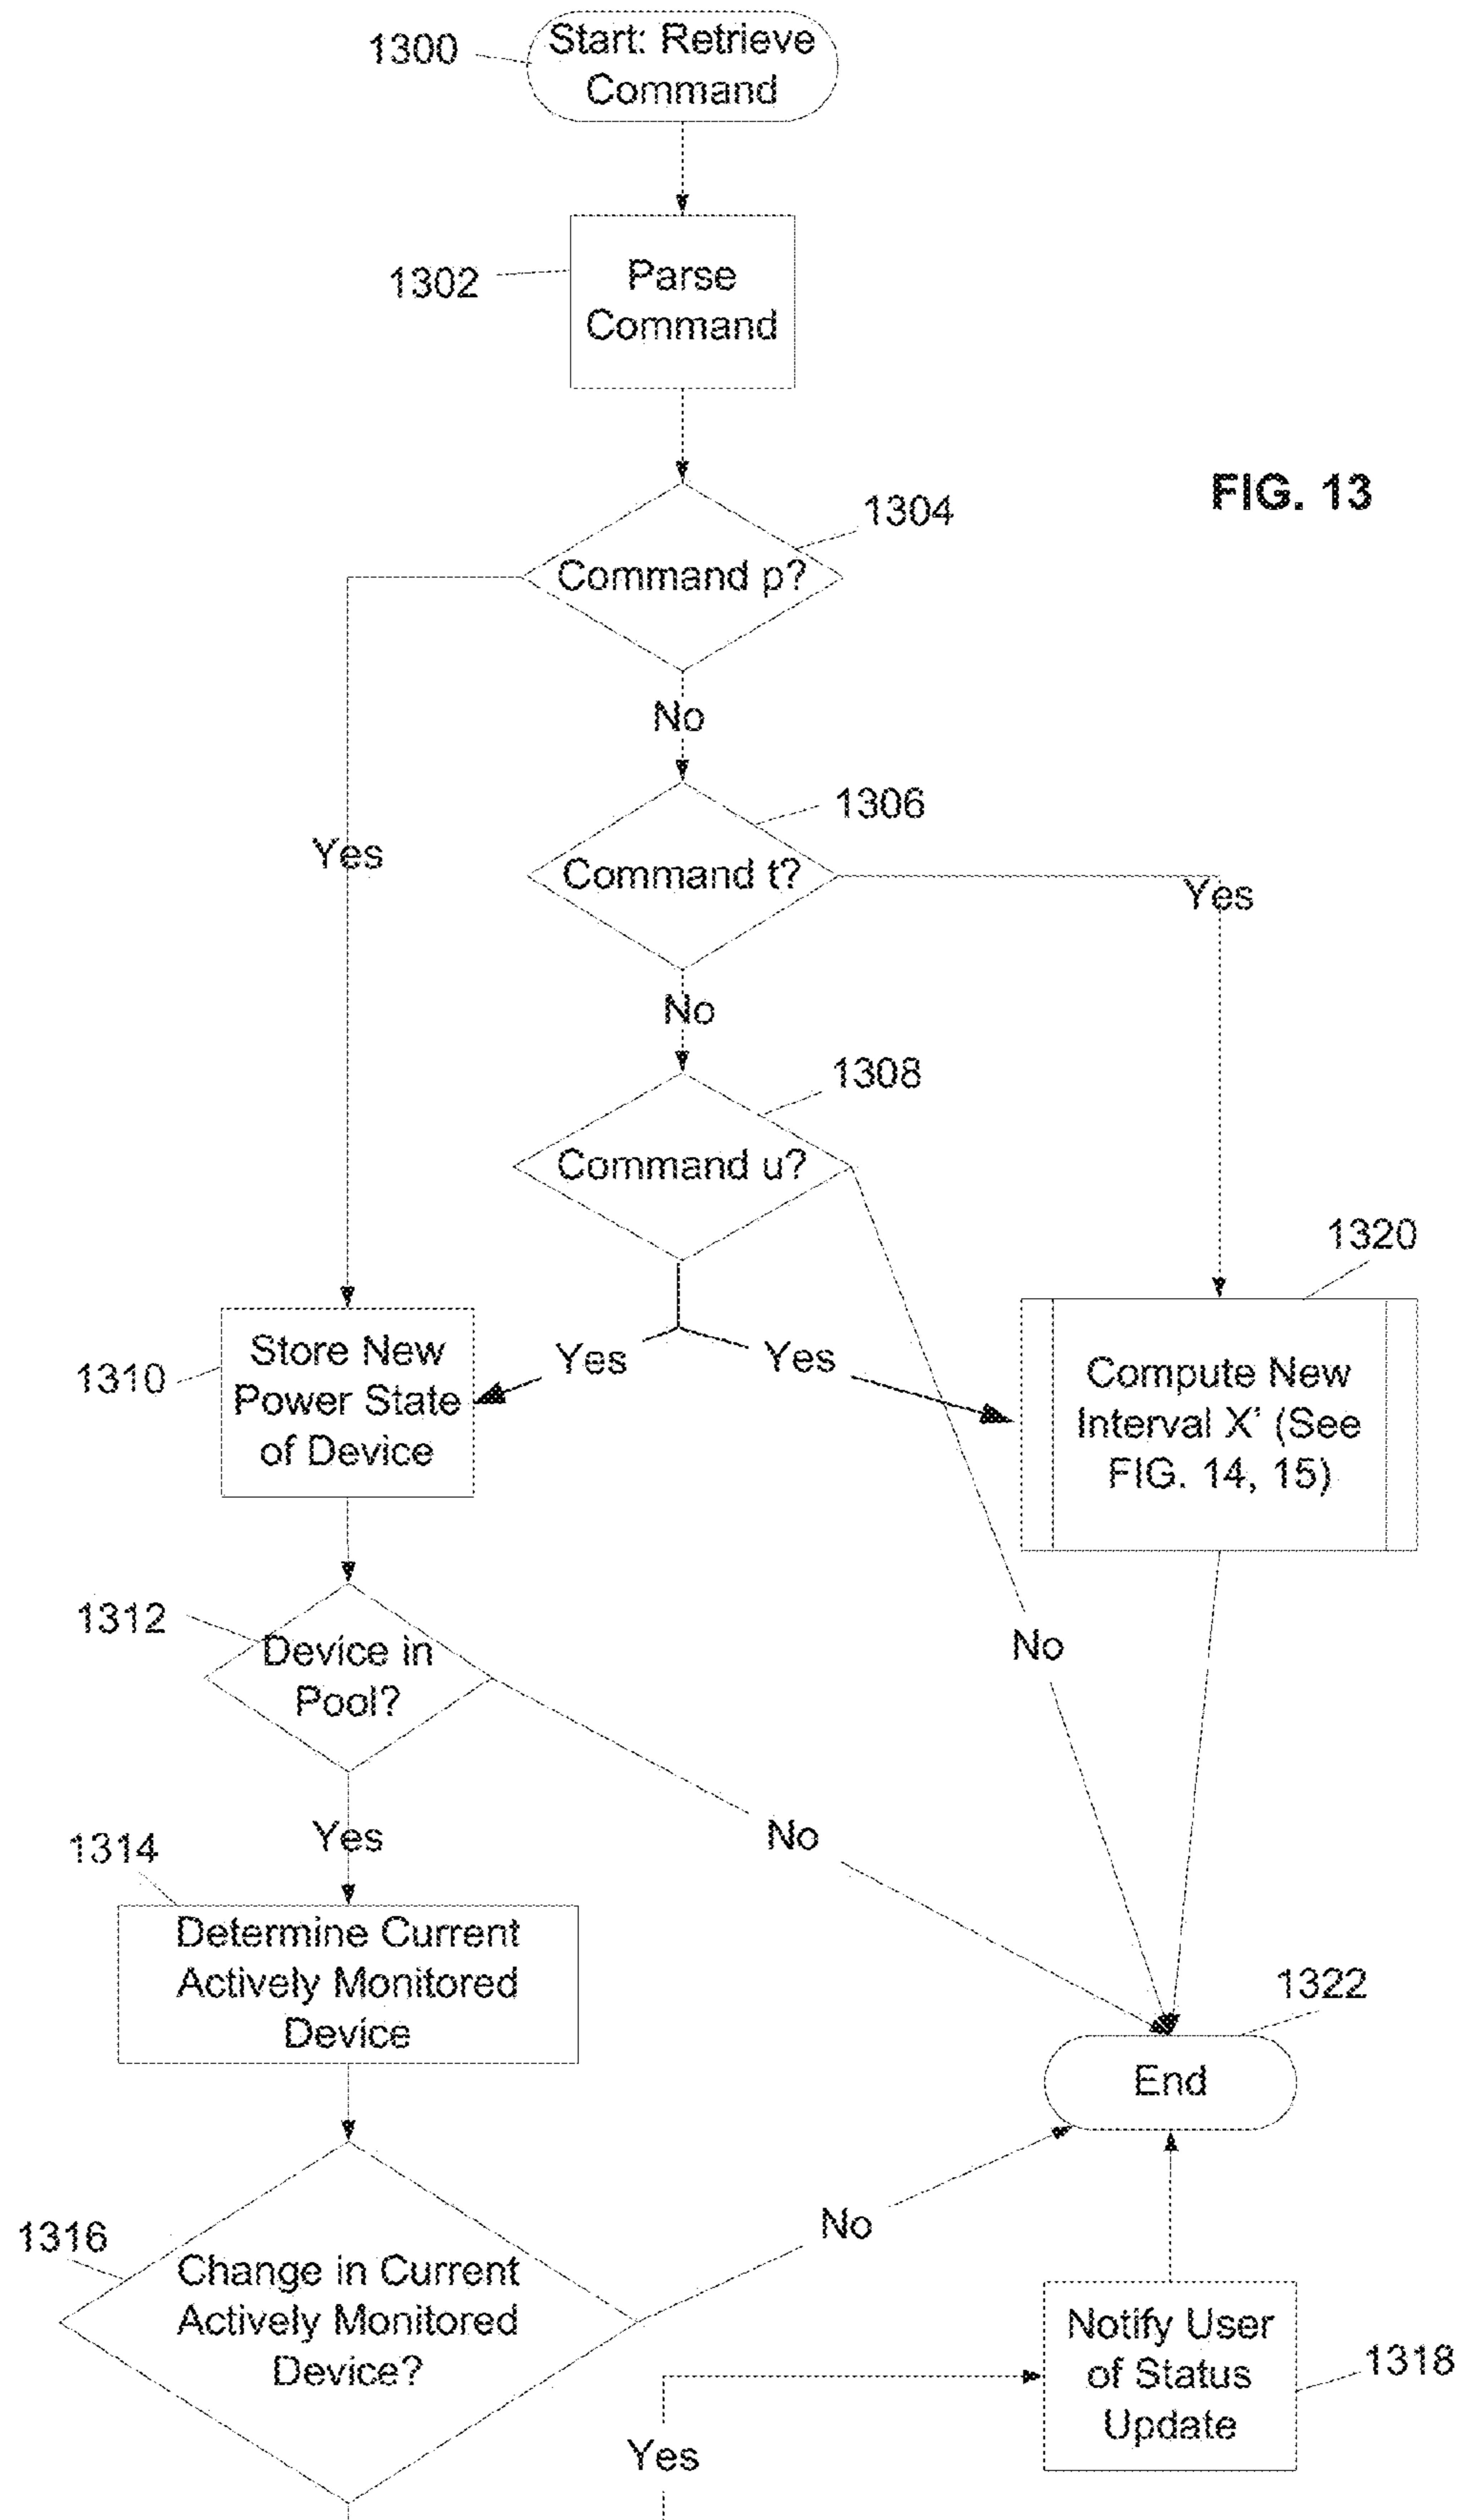 1300
Start: Retrieve
Command
1302
Parse
Command
FIG. 13
1304
Command p?
No
1306
Yes
Command t?
Yes
No
1308
Command u?
1320
Yes
Yes
1310
Store New
Power State
of Device
Compute New
Interval X' (See
FIG. 14, 15)
1312
Device in
Pool?
No
1314
Yes
No
Determine Current
Actively Monitored
Device
1322
End
1316
No
Change in Current
Actively Monitored
Device?
Notify User
of Status
Update
1318
Yes